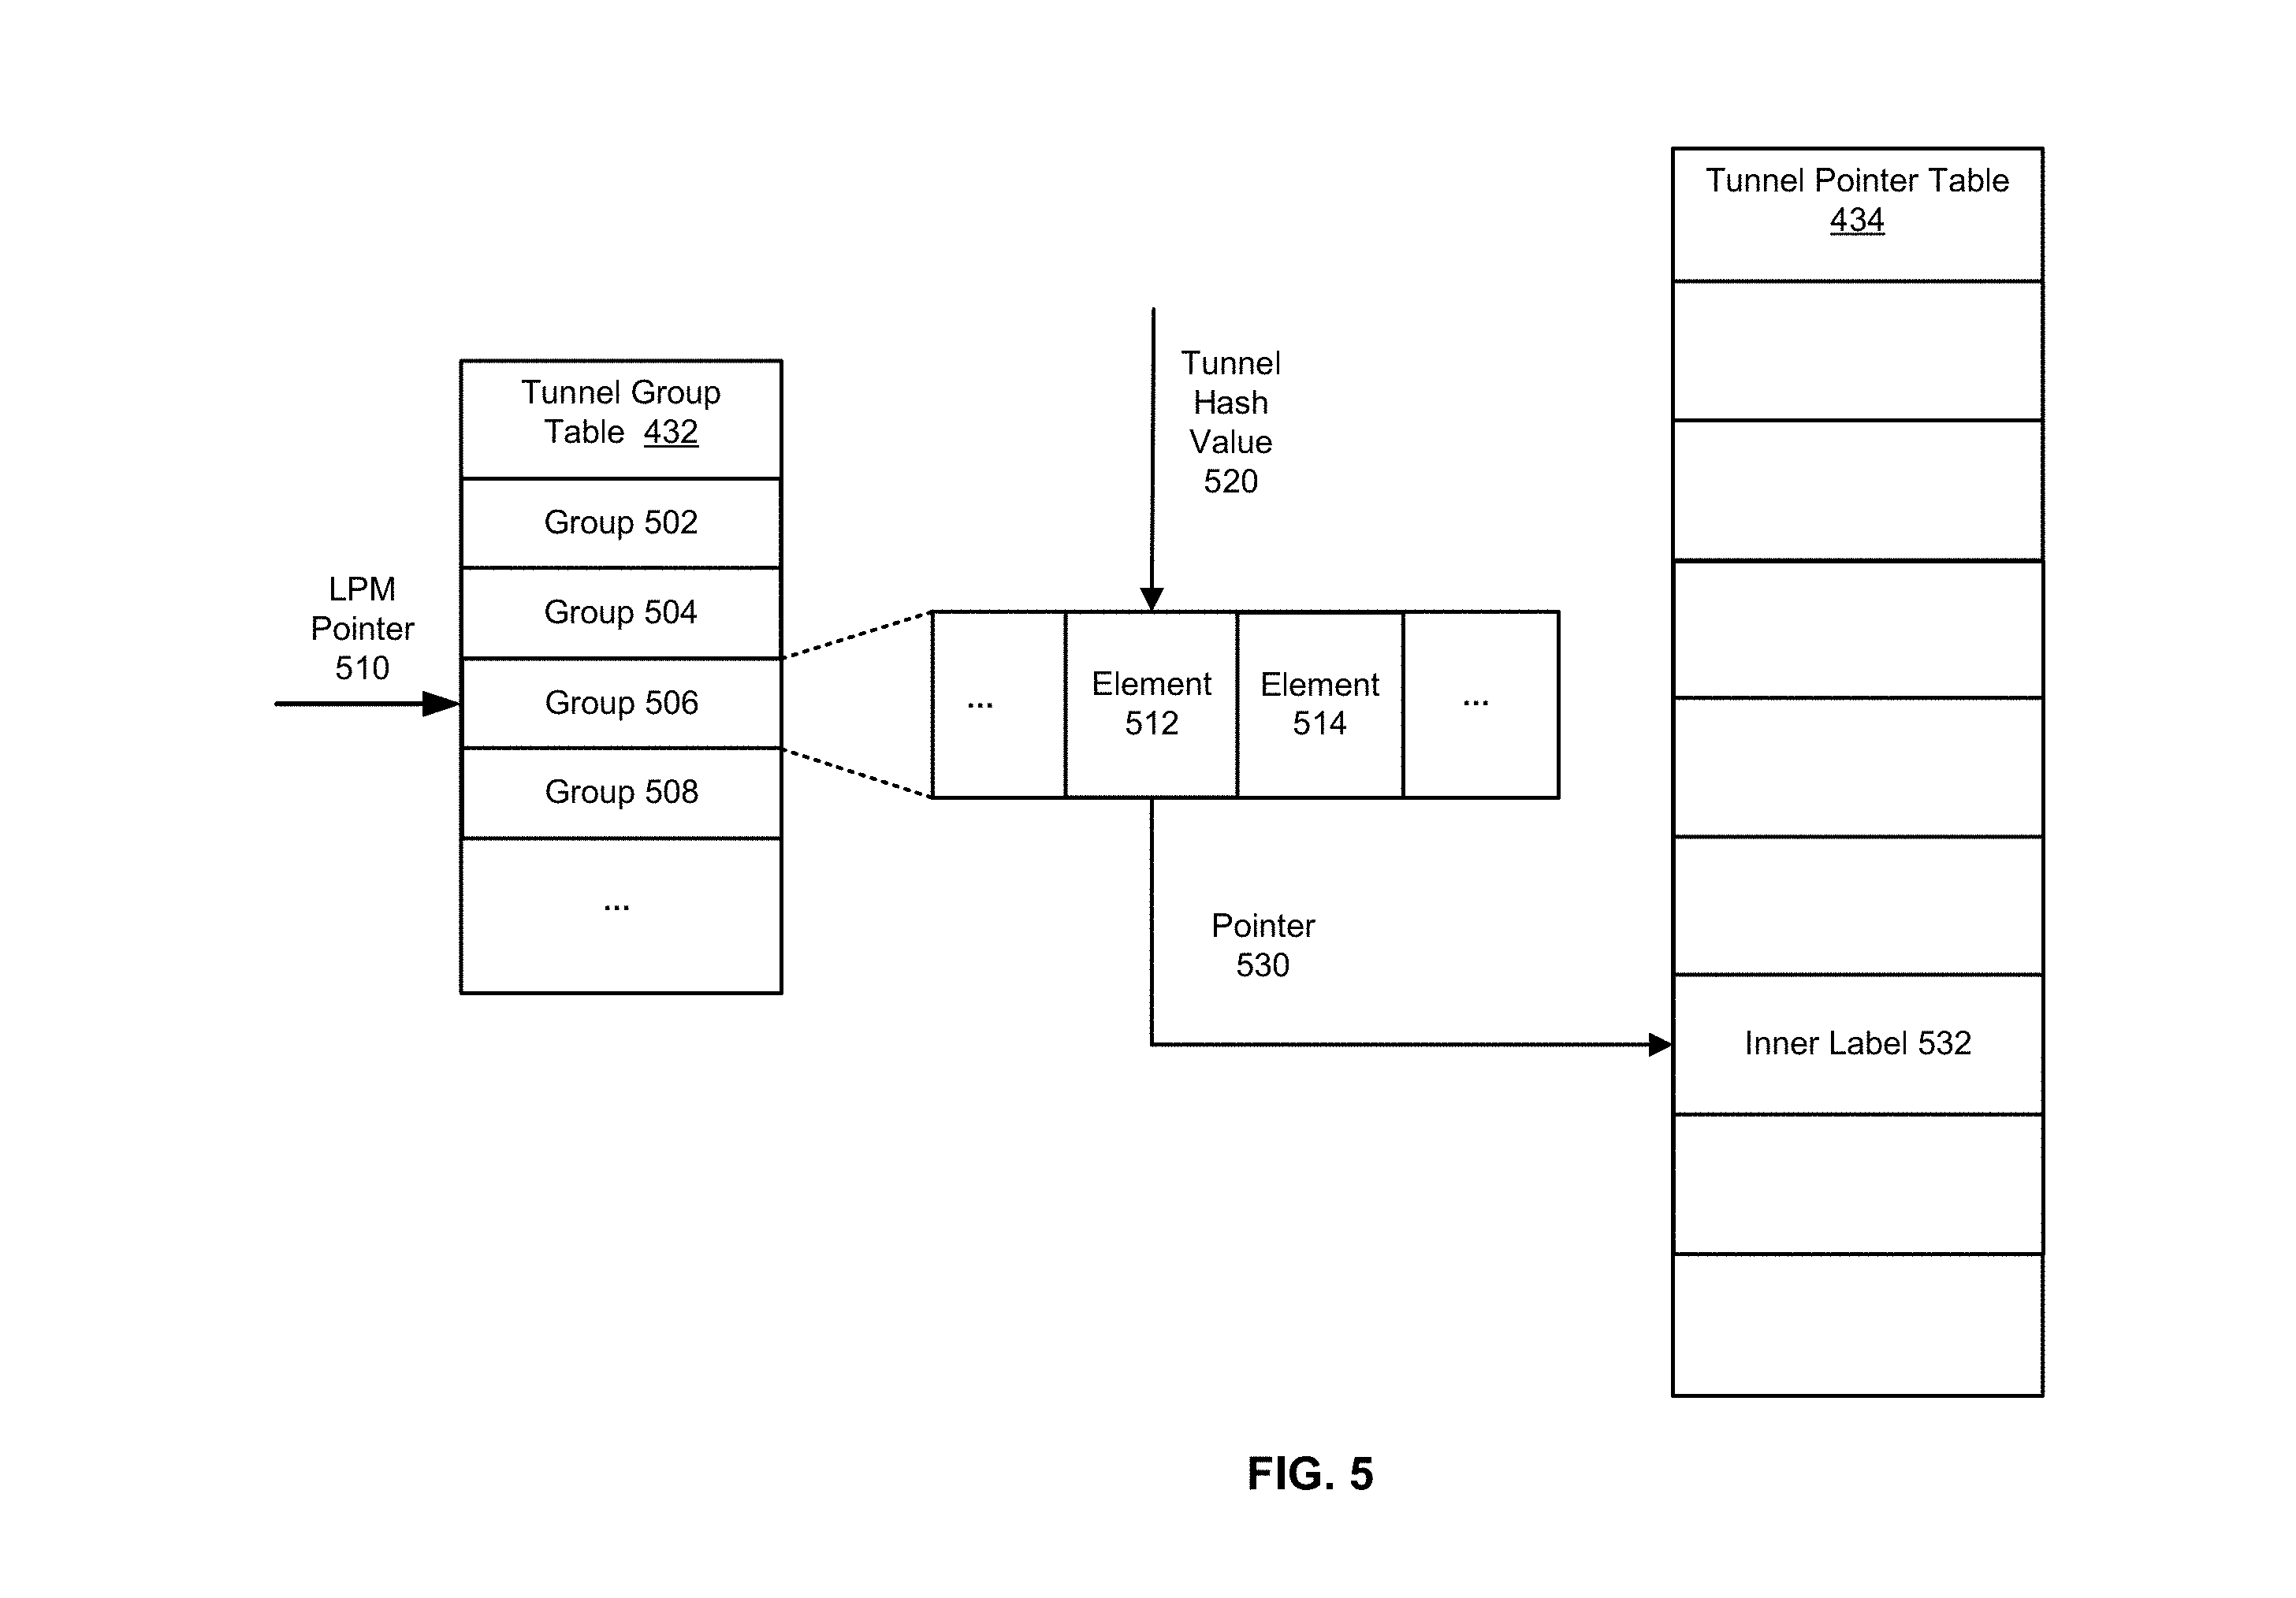 Tunnel Pointer Table
434
Tunnel Group
Table 432
Group 502
Group 504
Group 506
Group 508
...
LPM
Pointer
510
Tunnel
Hash
Value
520
...
Element
512
Element
514
...
Pointer
530
Inner Label 532
FIG. 5